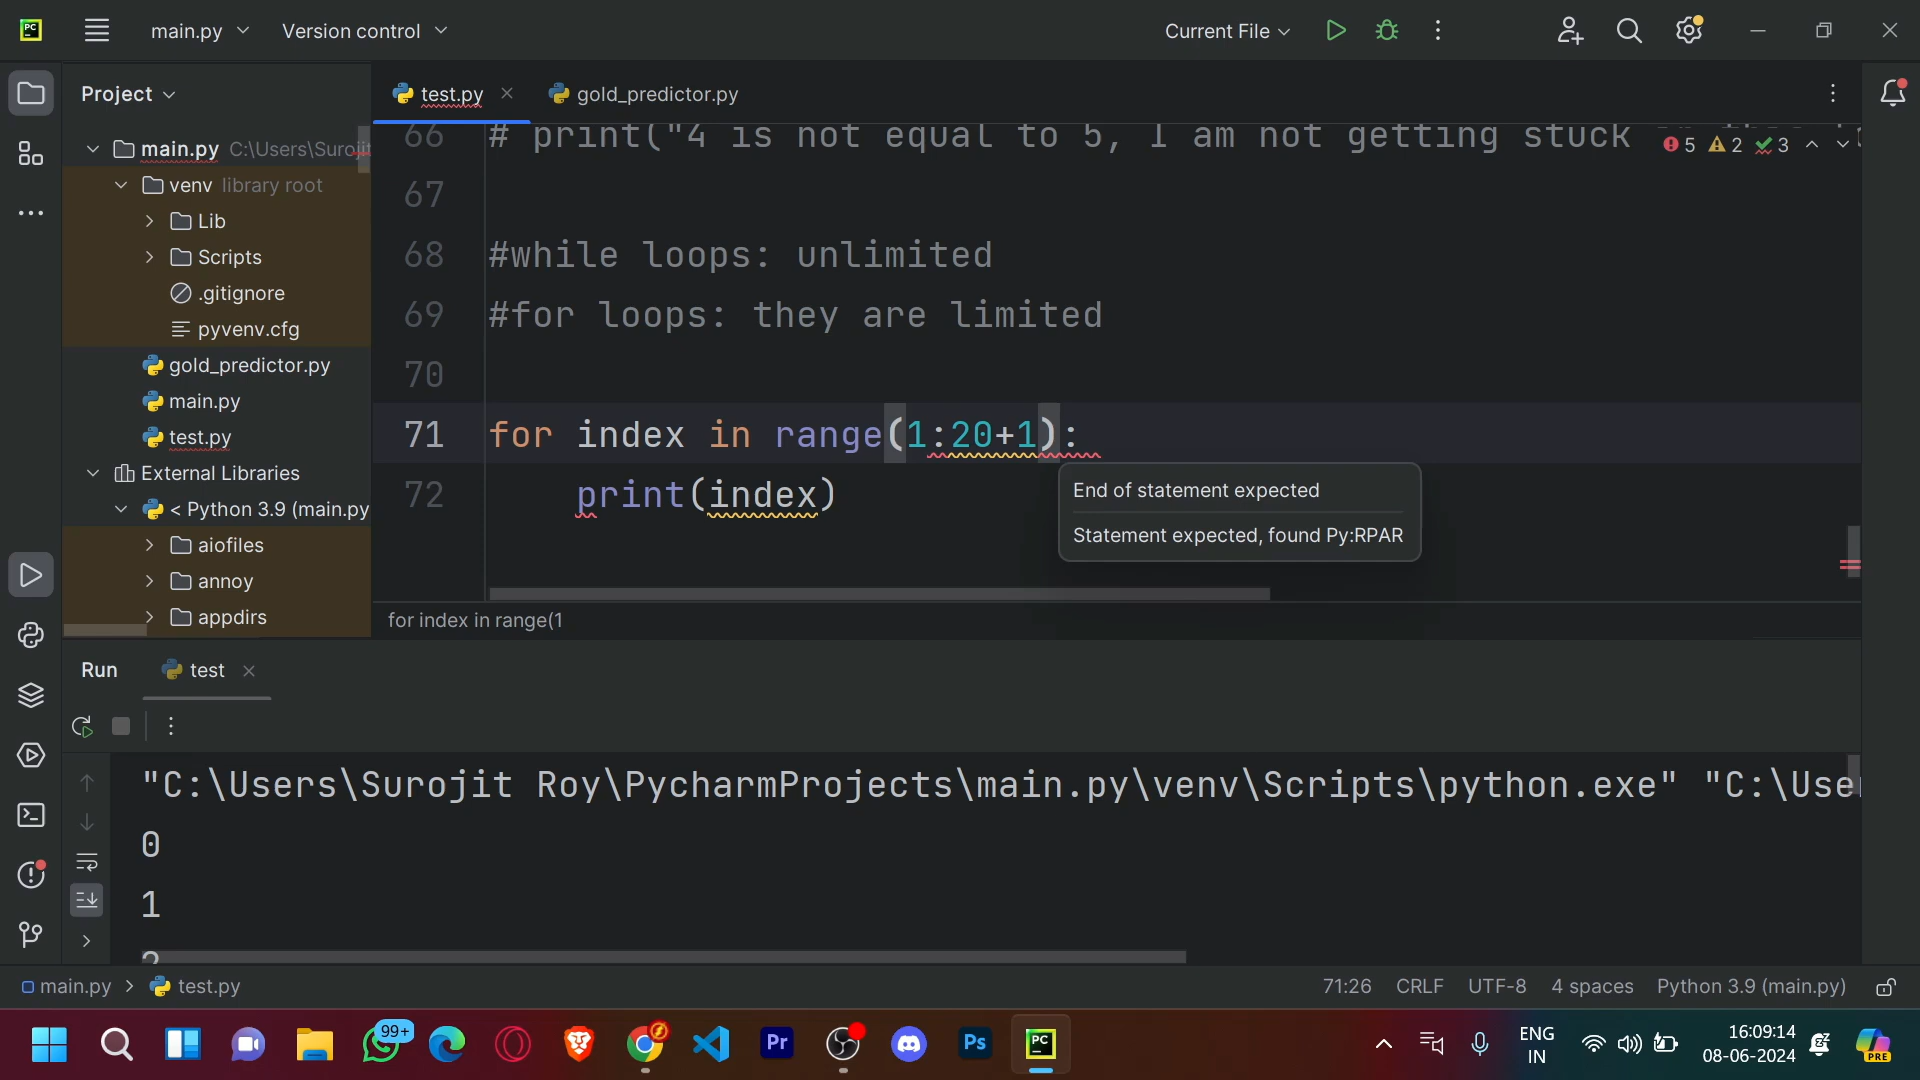 PC
main.py
Version control
Current File
Project
test.py
gold_predictor.py
main.py C:\Users\Surojit
venv library root
Lib
Scripts
.gitignore
pyvenv.cfg
gold_predictor.py
main.py
test.py
External Libraries
< Python 3.9 (main.py
aiofiles
annoy
appdirs
66 # print("4 is not equal to 5, I am not getting stuck
5 2 3
67
68 #while loops: unlimited
69 #for loops: they are limited
70
71 for index in range(1:20+1):
72 print(index)
End of statement expected
Statement expected, found Py:RPAR
for index in range(1
Run
test
"C:\Users\Surojit Roy\PycharmProjects\main.py\venv\Scripts\python.exe" "C:\Use
0
1
2
main.py > test.py
71:26 CRLF UTF-8 4 spaces Python 3.9 (main.py)
99+
Pr
Ps
PC
ENG
IN
16:09:14
08-06-2024
PRE